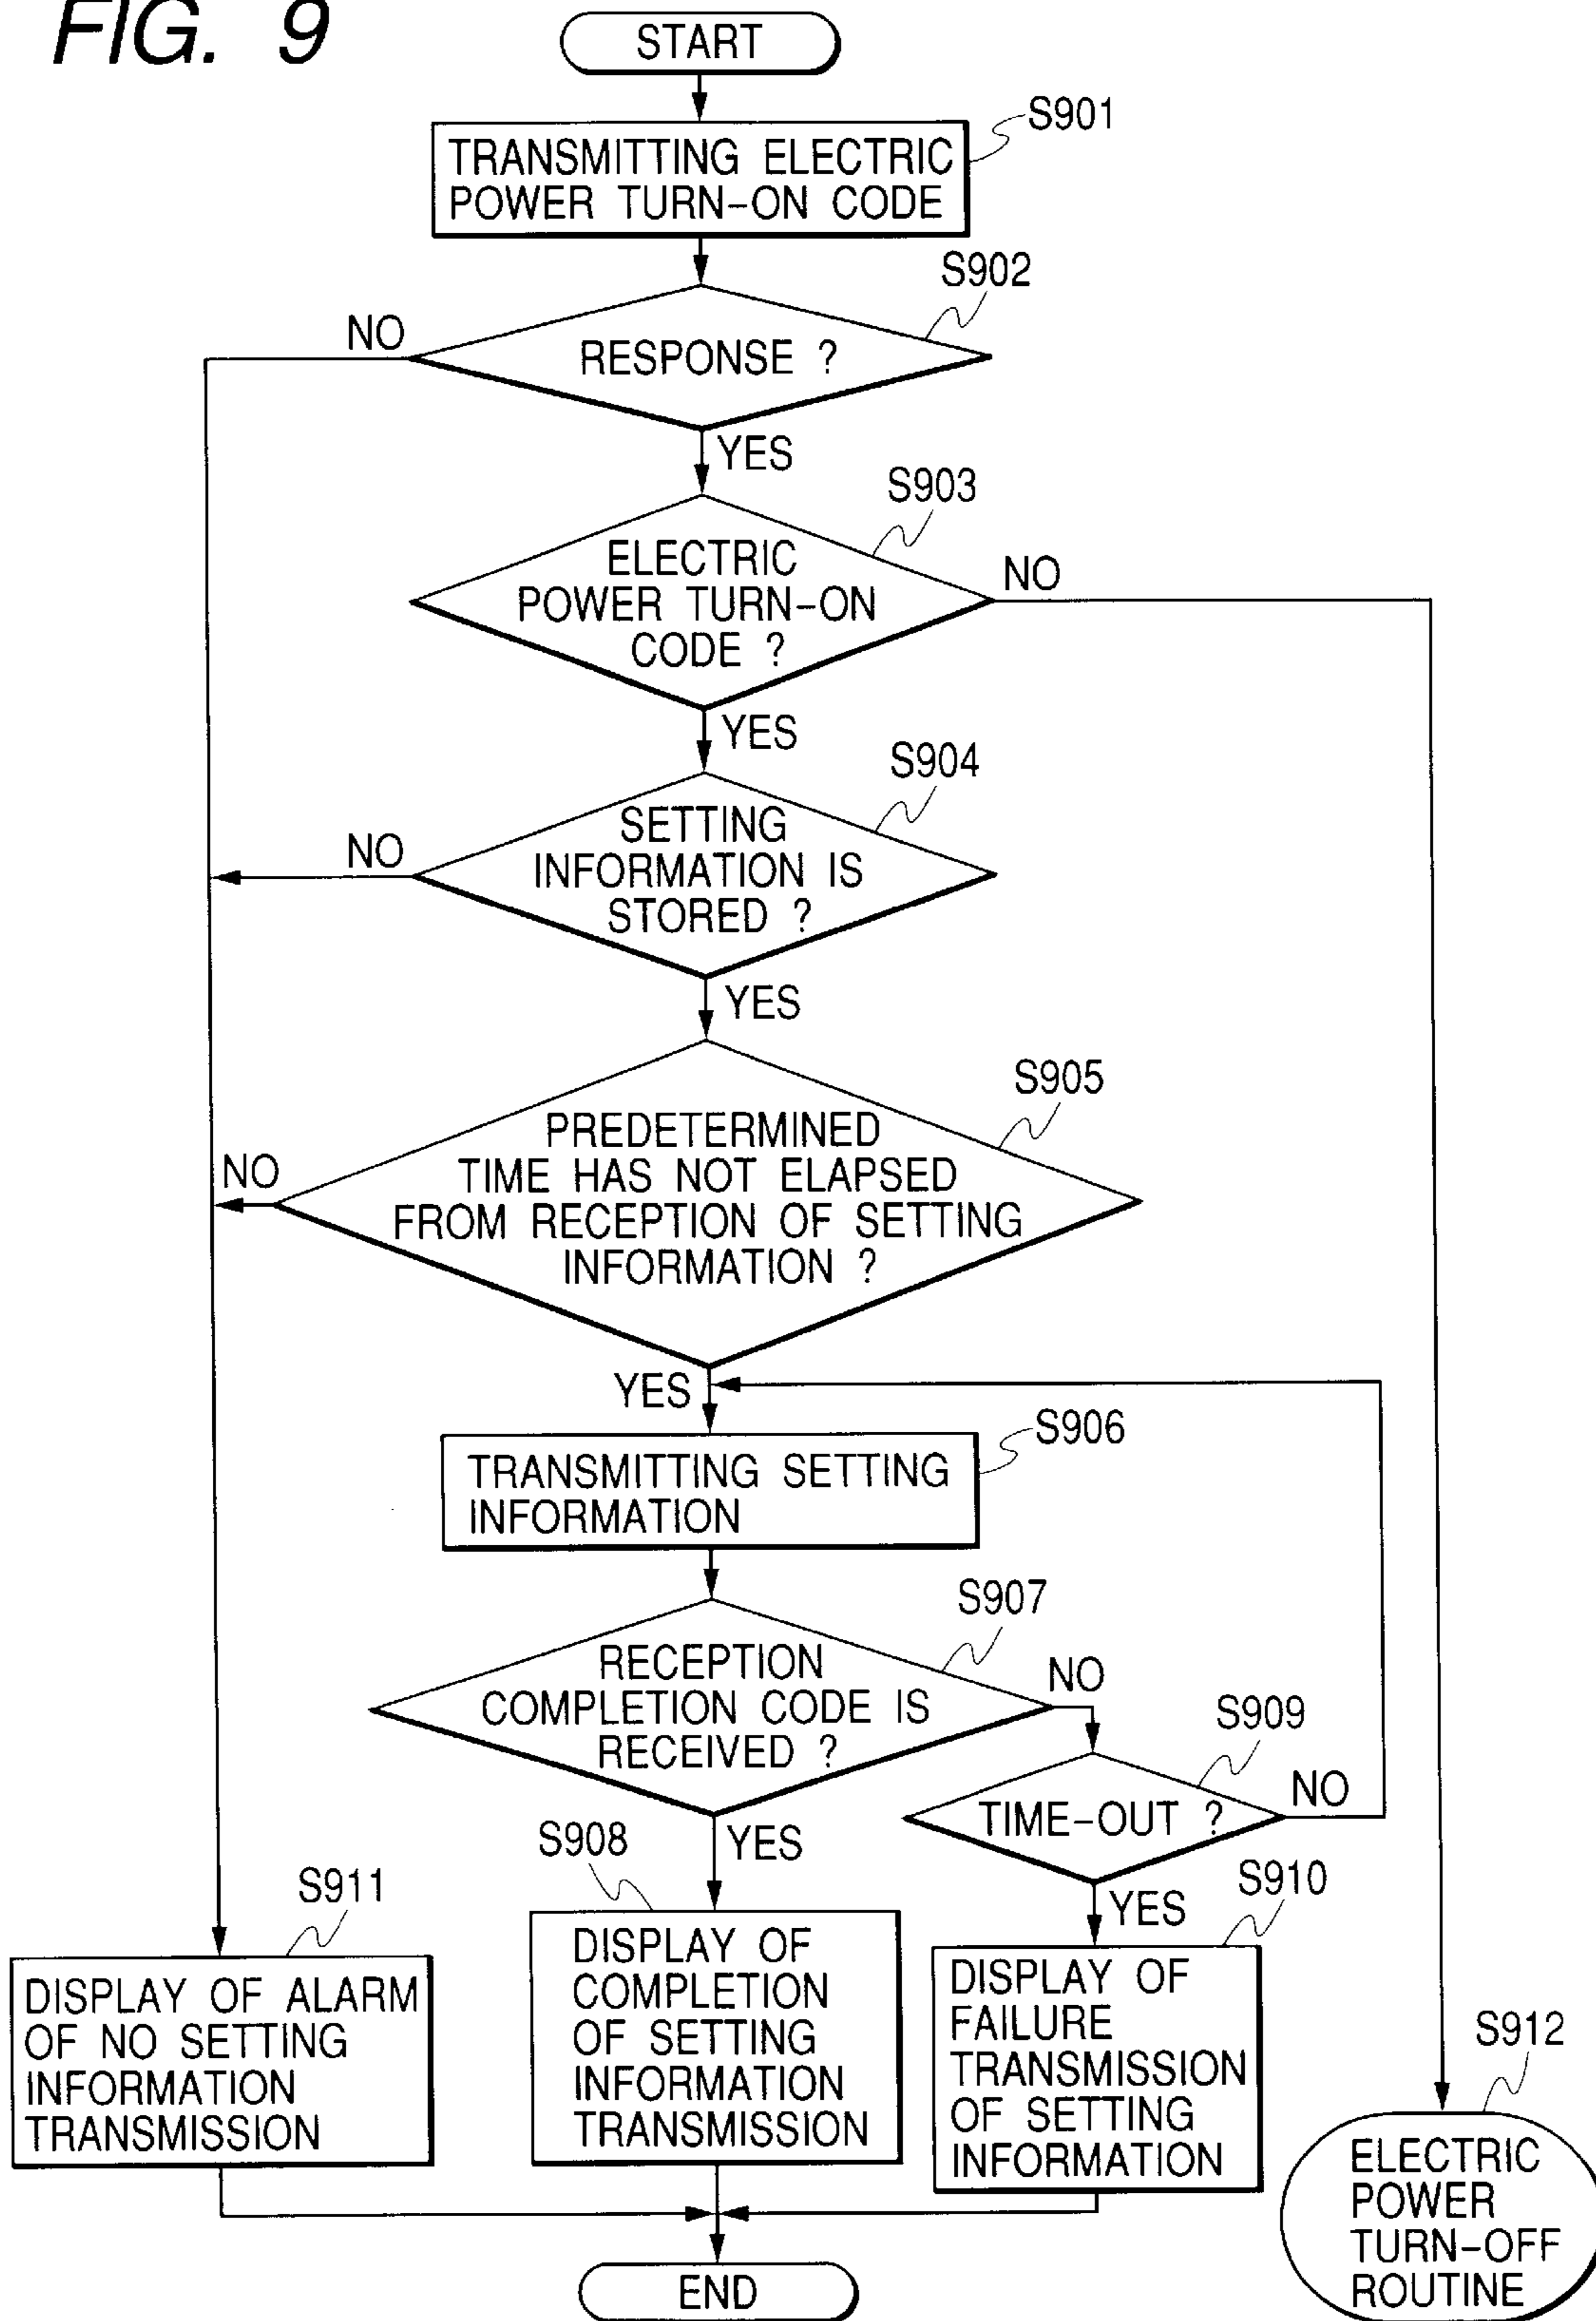 FIG. 9
START
S901
TRANSMITTING ELECTRIC
POWER TURN-ON CODE
S902
NO
RESPONSE ?
YES
S903
ELECTRIC
POWER TURN-ON
CODE ?
NO
YES
S904
SETTING
INFORMATION IS
STORED ?
NO
YES
S905
PREDETERMINED
TIME HAS NOT ELAPSED
FROM RECEPTION OF SETTING
INFORMATION ?
NO
YES
S906
TRANSMITTING SETTING
INFORMATION
S907
RECEPTION
COMPLETION CODE IS
RECEIVED ?
NO
S909
TIME-OUT ?
NO
YES
S908
YES
S910
S911
DISPLAY OF ALARM
OF NO SETTING
INFORMATION
TRANSMISSION
DISPLAY OF
COMPLETION
OF SETTING
INFORMATION
TRANSMISSION
DISPLAY OF
FAILURE
TRANSMISSION
OF SETTING
INFORMATION
S912
ELECTRIC
POWER
TURN-OFF
ROUTINE
END